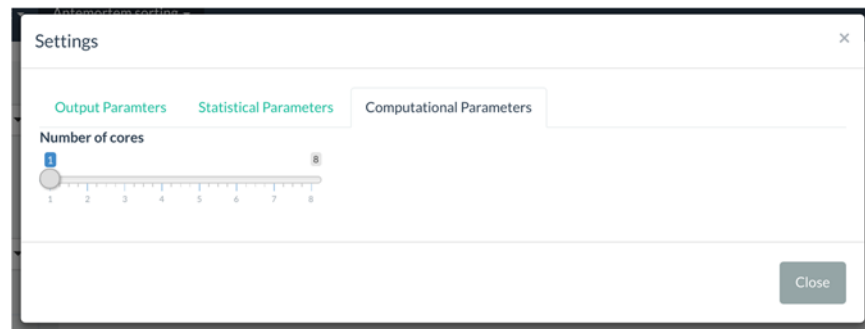 Antemortem sorting
Settings ×
Output Paramters Statistical Parameters Computational Parameters
Number of cores
1 8
1 2 3 4 5 6 7 8
Close